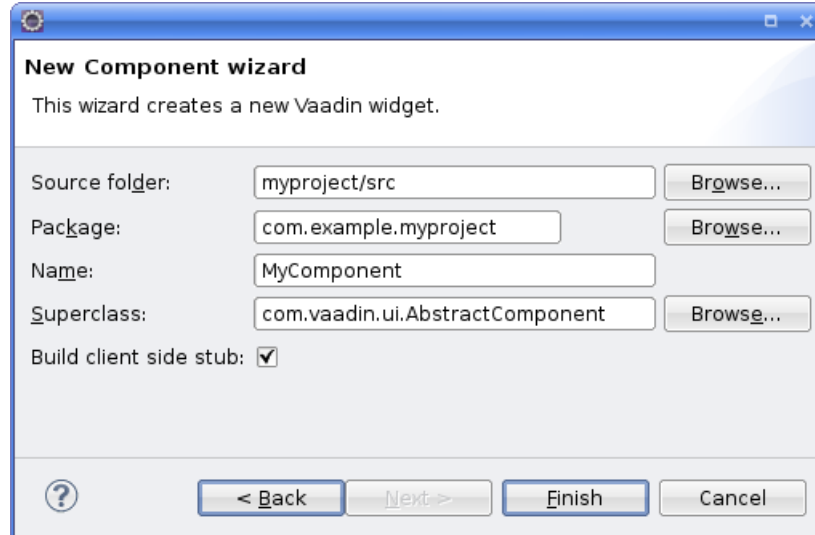 New Component wizard
This wizard creates a new Vaadin widget.
Source folder: myproject/src Browse...
Package: com.example.myproject Browse...
Name: MyComponent
Superclass: com.vaadin.ui.AbstractComponent Browse...
Build client side stub:
? < Back Next > Finish Cancel